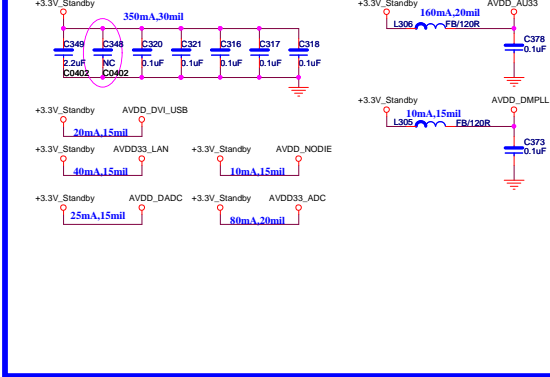 +3.3V_Standby
350mA,30mil
C349
2.2uF
C0402
C348
NC
C0402
C320
0.1uF
C321
0.1uF
C316
0.1uF
C317
0.1uF
C318
0.1uF
+3.3V_Standby
AVDD_AU33
160mA,20mil
L306
FB/120R
C378
0.1uF
+3.3V_Standby
AVDD_DMPLL
10mA,15mil
L305
FB/120R
C373
0.1uF
+3.3V_Standby
AVDD_DVI_USB
20mA,15mil
+3.3V_Standby
AVDD33_LAN
40mA,15mil
+3.3V_Standby
AVDD_NODIE
10mA,15mil
+3.3V_Standby
AVDD_DADC
25mA,15mil
+3.3V_Standby
AVDD33_ADC
80mA,20mil